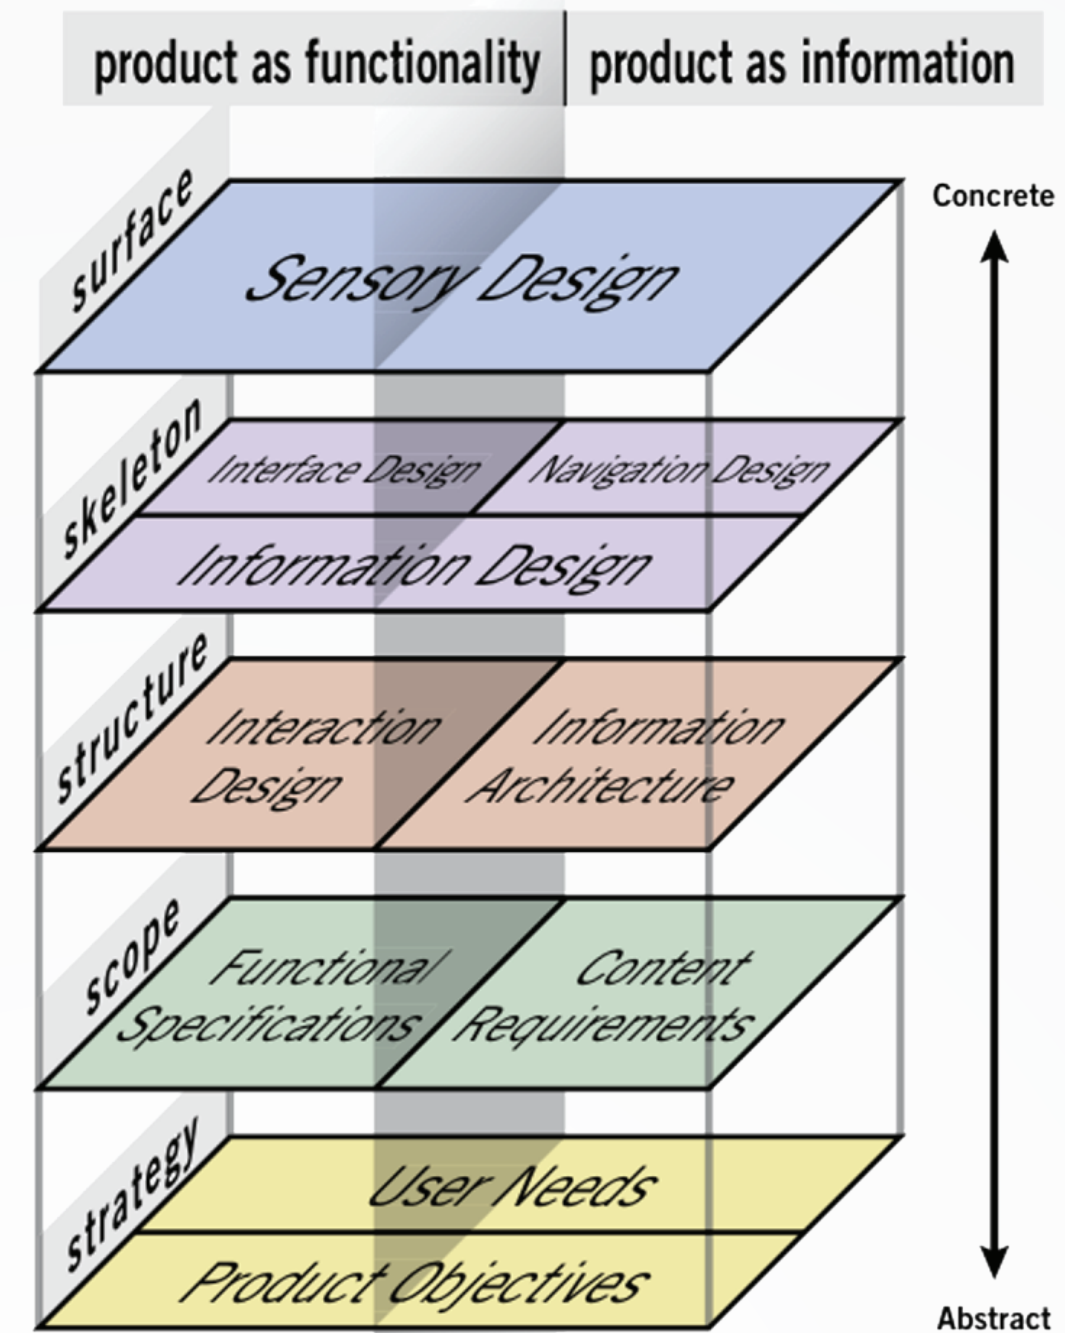 product as functionality
product as information
Concrete
surface
Sensory Design
skeleton
Interface Design
Navigation Design
Information Design
structure
Interaction
Design
Information
Architecture
scope
Functional
Specifications
Content
Requirements
strategy
User Needs
Product Objectives
Abstract